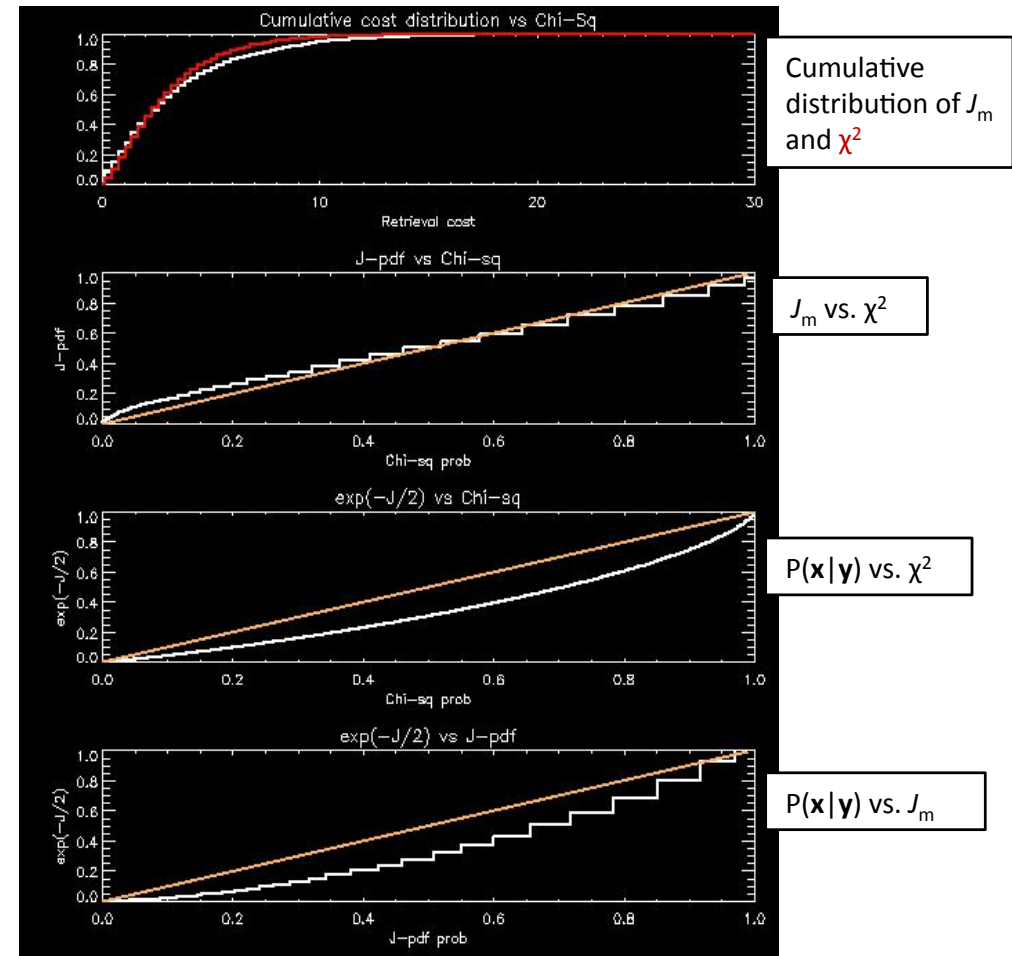 Cumulative cost distribution vs Chi-Sq
1.0
0.8
0.6
0.4
0.2
0.0
0 10 20 30
Retrieval cost
Cumulative
distribution of Jm
and χ²
J-pdf vs Chi-sq
J-pdf
1.0
0.8
0.6
0.4
0.2
0.0
0.0 0.2 0.4 0.6 0.8 1.0
Chi-sq prob
Jm vs. χ²
exp(-J/2) vs Chi-sq
exp(-J/2)
1.0
0.8
0.6
0.4
0.2
0.0
0.0 0.2 0.4 0.6 0.8 1.0
Chi-sq prob
P(x|y) vs. χ²
exp(-J/2) vs J-pdf
exp(-J/2)
1.0
0.8
0.6
0.4
0.2
0.0
0.0 0.2 0.4 0.6 0.8 1.0
J-pdf prob
P(x|y) vs. Jm